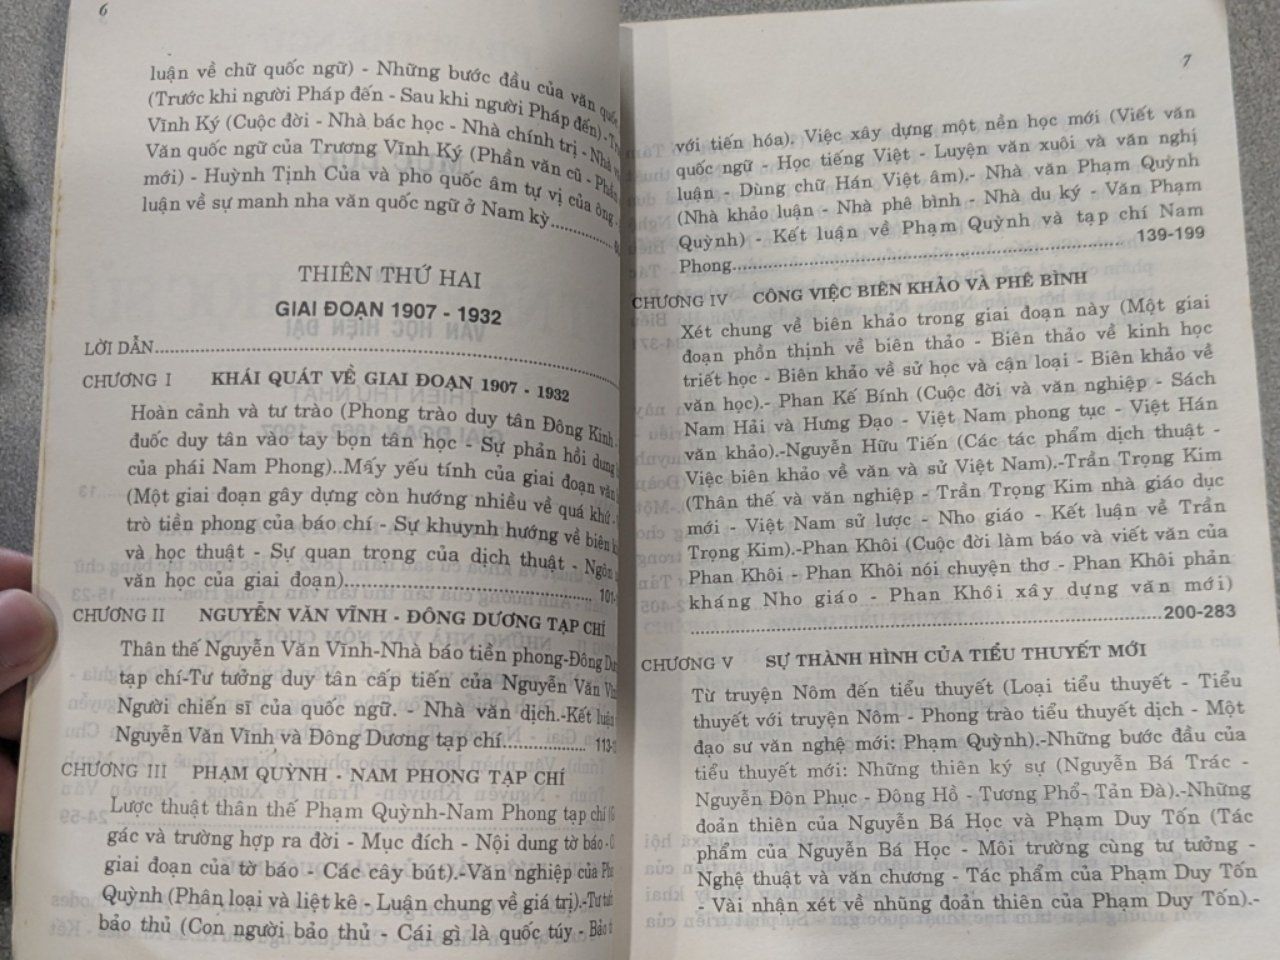 6
luận về chữ quốc ngữ) - Những bước đầu của văn quốc
(Trước khi người Pháp đến - Sau khi người Pháp đến)
Vĩnh Ký (Cuộc đời - Nhà bác học - Nhà chính trị - Nhà
Văn quốc ngữ của Trương Vĩnh Ký (Phần văn cũ - Phần
mới) - Huỳnh Tịnh Của và pho quốc âm tự vị của ông -
luận về sự manh nha văn quốc ngữ ở Nam kỳ
THIÊN THỨ HAI
GIAI ĐOẠN 1907 - 1932
LỜI DẪN
CHƯƠNG I KHÁI QUÁT VỀ GIAI ĐOẠN 1907 - 1932
Hoàn cảnh và tư trào (Phong trào duy tân Đông Kinh -
đuốc duy tân vào tay bọn tân học - Sự phản hồi dung
của phái Nam Phong)..Mấy yếu tính của giai đoạn văn
(Một giai đoạn gây dựng còn hướng nhiều về quá khứ -
trò tiền phong của báo chí - Sự khuynh hướng về biên
và học thuật - Sự quan trọng của dịch thuật - Ngôn
văn học của giai đoạn) 101-
CHƯƠNG II NGUYỄN VĂN VĨNH - ĐÔNG DƯƠNG TẠP CHÍ
Thân thế Nguyễn Văn Vĩnh-Nhà báo tiền phong-Đông Dương
tạp chí-Tư tưởng duy tân cấp tiến của Nguyễn Văn Vĩnh
Người chiến sĩ của quốc ngữ. - Nhà văn dịch.-Kết luận
Nguyễn Văn Vĩnh và Đông Dương tạp chí 113-
CHƯƠNG III PHẠM QUỲNH - NAM PHONG TẠP CHÍ
Lược thuật thân thế Phạm Quỳnh-Nam Phong tạp chí
gác và trường hợp ra đời - Mục đích - Nội dung tờ báo -
giai đoạn của tờ báo - Các cây bút).-Văn nghiệp của
Quỳnh (Phân loại và liệt kê - Luận chung về giá trị).-Tư
bảo thủ (Con người bảo thủ - Cái gì là quốc túy - Bảo
7
với tiến hóa). Việc xây dựng một nền học mới (Viết văn
quốc ngữ - Học tiếng Việt - Luyện văn xuôi và văn nghị
luận - Dùng chữ Hán Việt âm).- Nhà văn Phạm Quỳnh
(Nhà khảo luận - Nhà phê bình - Nhà du ký - Văn Phạm
Quỳnh) - Kết luận về Phạm Quỳnh và tạp chí Nam
Phong 139-199
CHƯƠNG IV CÔNG VIỆC BIÊN KHẢO VÀ PHÊ BÌNH
Xét chung về biên khảo trong giai đoạn này (Một giai
đoạn phồn thịnh về biên thảo - Biên thảo về kinh học
triết học - Biên khảo về sử học và cận loại - Biên khảo về
văn học).- Phan Kế Bính (Cuộc đời và văn nghiệp - Sách
Nam Hải và Hưng Đạo - Việt Nam phong tục - Việt Hán
văn khảo).-Nguyễn Hữu Tiến (Các tác phẩm dịch thuật -
Việc biên khảo về văn và sử Việt Nam).-Trần Trọng Kim
(Thân thế và văn nghiệp - Trần Trọng Kim nhà giáo dục
mới - Việt Nam sử lược - Nho giáo - Kết luận về Trần
Trọng Kim).-Phan Khôi (Cuộc đời làm báo và viết văn của
Phan Khôi - Phan Khôi nói chuyện thơ - Phan Khôi phản
kháng Nho giáo - Phan Khôi xây dựng văn mới)
200-283
CHƯƠNG V SỰ THÀNH HÌNH CỦA TIỂU THUYẾT MỚI
Từ truyện Nôm đến tiểu thuyết (Loại tiểu thuyết - Tiểu
thuyết với truyện Nôm - Phong trào tiểu thuyết dịch - Một
đạo sư văn nghệ mới: Phạm Quỳnh).-Những bước đầu của
tiểu thuyết mới: Những thiên ký sự (Nguyễn Bá Trác -
Nguyễn Đôn Phục - Đông Hồ - Tương Phố- Tản Đà).-Những
đoản thiên của Nguyễn Bá Học và Phạm Duy Tốn (Tác
phẩm của Nguyễn Bá Học - Môi trường cùng tư tưởng -
Nghệ thuật và văn chương - Tác phẩm của Phạm Duy Tốn
- Vài nhận xét về những đoản thiên của Phạm Duy Tốn).-